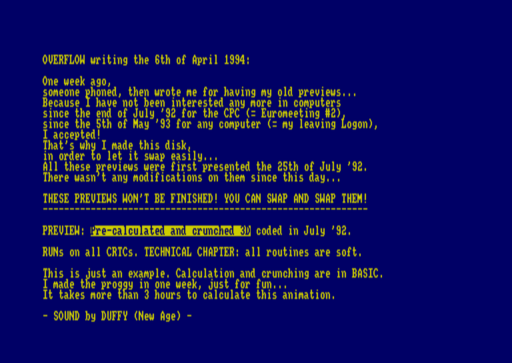 OVERFLOW writing the 6th of April 1994:
One week ago,
someone phoned, then wrote me for having my old previews...
Because I have not been interested any more in computers
since the end of July '92 for the CPC (= Euromeeting #2),
since the 5th of May '93 for any computer (= my leaving Logon),
I accepted!
That's why I made this disk,
in order to let it swap easily...
All these previews were first presented the 25th of July '92.
There wasn't any modifications on them since this day...
THESE PREVIEWS WON'T BE FINISHED! YOU CAN SWAP AND SWAP THEM!
-------------------------------------------------------------
PREVIEW: Pre-calculated and crunched 3D coded in July '92.
RUNs on all CRTCs. TECHNICAL CHAPTER: all routines are soft.
This is just an example. Calculation and crunching are in BASIC.
I made the proggy in one week, just for fun...
It takes more than 3 hours to calculate this animation.
- SOUND by DUFFY (New Age) -